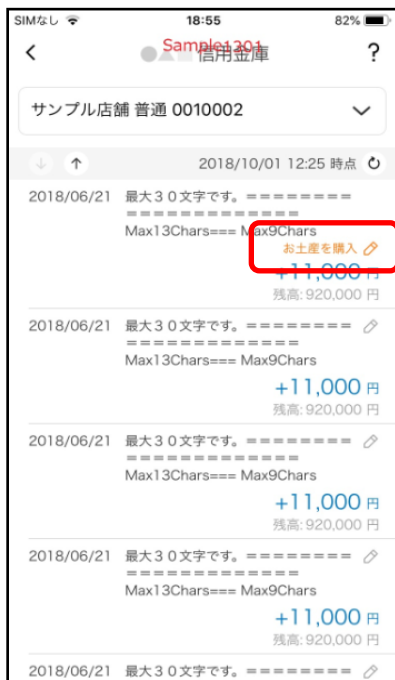 SIMなし 18:55 82%
Sample1301
信用金庫 ?
サンプル店舗 普通 0010002
↓ ↑ 2018/10/01 12:25 時点
2018/06/21 最大30文字です。========
=============
Max13Chars=== Max9Chars
お土産を購入
+11,000 円
残高: 920,000 円
2018/06/21 最大30文字です。========
=============
Max13Chars=== Max9Chars
+11,000 円
残高: 920,000 円
2018/06/21 最大30文字です。========
=============
Max13Chars=== Max9Chars
+11,000 円
残高: 920,000 円
2018/06/21 最大30文字です。========
=============
Max13Chars=== Max9Chars
+11,000 円
残高: 920,000 円
2018/06/21 最大30文字です。========